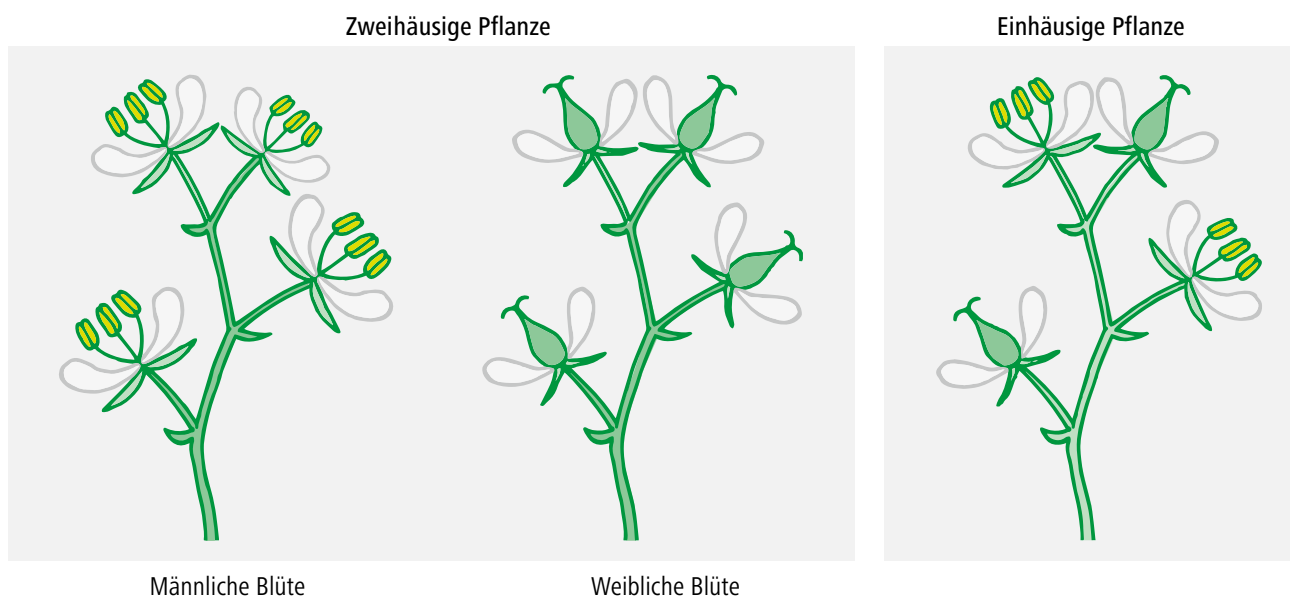 Zweihäusige Pflanze
Einhäusige Pflanze
Männliche Blüte
Weibliche Blüte